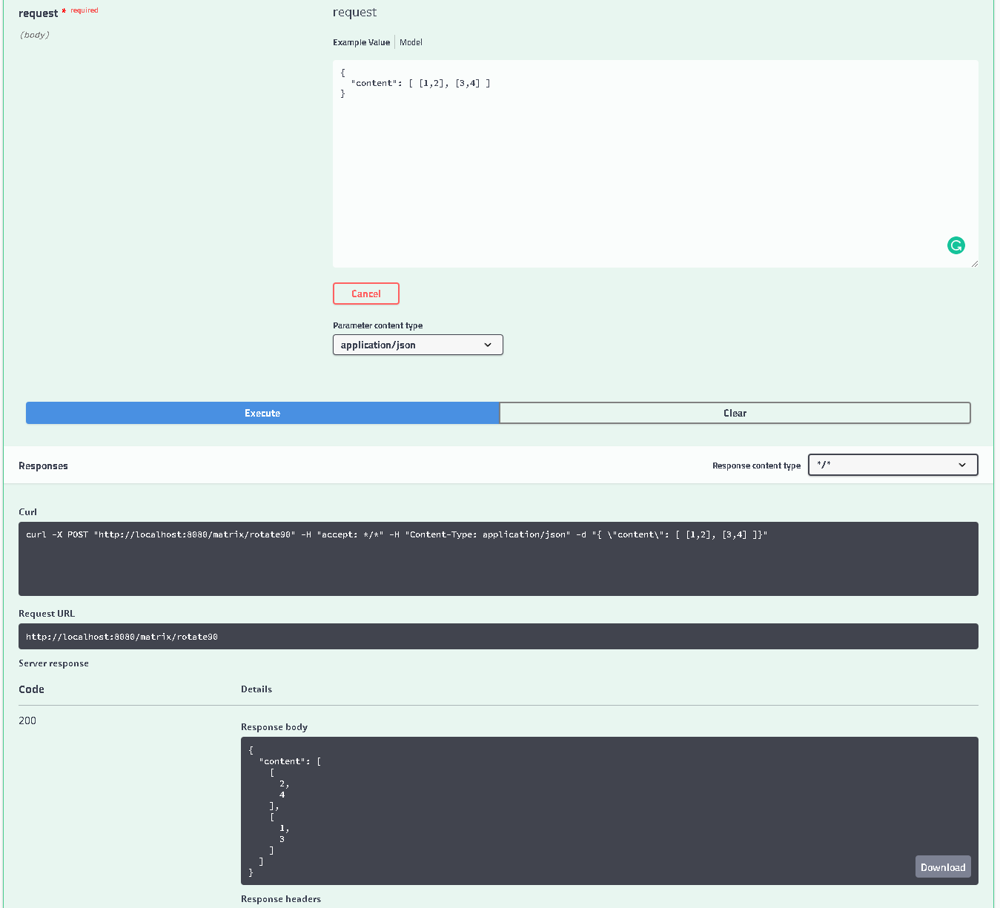 request * required
(body)
request
Example Value | Model
{
  "content": [ [1,2], [3,4] ]
}
Cancel
Parameter content type
application/json
Execute
Clear
Responses
Response content type
*/*
Curl
curl -X POST "http://localhost:8080/matrix/rotate90" -H "accept: */*" -H "Content-Type: application/json" -d "{ \"content\": [ [1,2], [3,4] ]}"
Request URL
http://localhost:8080/matrix/rotate90
Server response
Code
Details
200
Response body
{
  "content": [
    [
      2,
      4
    ],
    [
      1,
      3
    ]
  ]
}
Download
Response headers